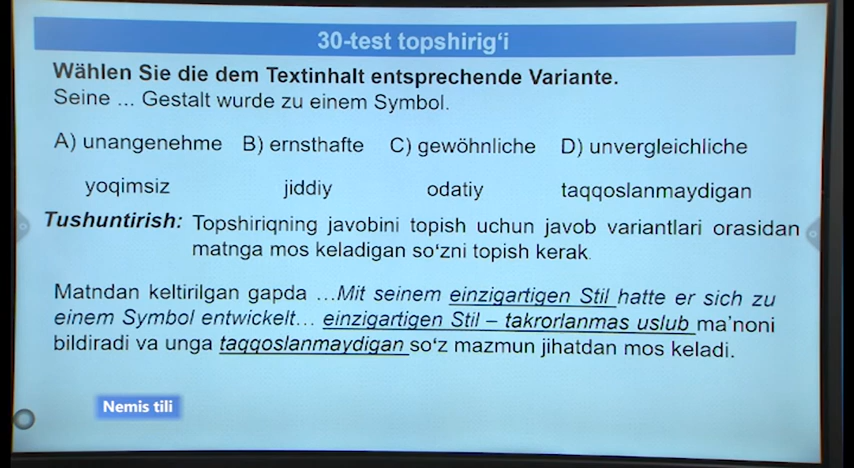 30-test topshirig‘i
Wählen Sie die dem Textinhalt entsprechende Variante.
Seine ... Gestalt wurde zu einem Symbol.
A) unangenehme B) ernsthafte C) gewöhnliche D) unvergleichliche
yoqimsiz jiddiy odatiy taqqoslanmaydigan
Tushuntirish: Topshiriqning javobini topish uchun javob variantlari orasidan
matnga mos keladigan so‘zni topish kerak.
Matndan keltirilgan gapda ...Mit seinem einzigartigen Stil hatte er sich zu
einem Symbol entwickelt... einzigartigen Stil – takrorlanmas uslub ma’noni
bildiradi va unga taqqoslanmaydigan so‘z mazmun jihatdan mos keladi.
Nemis tili